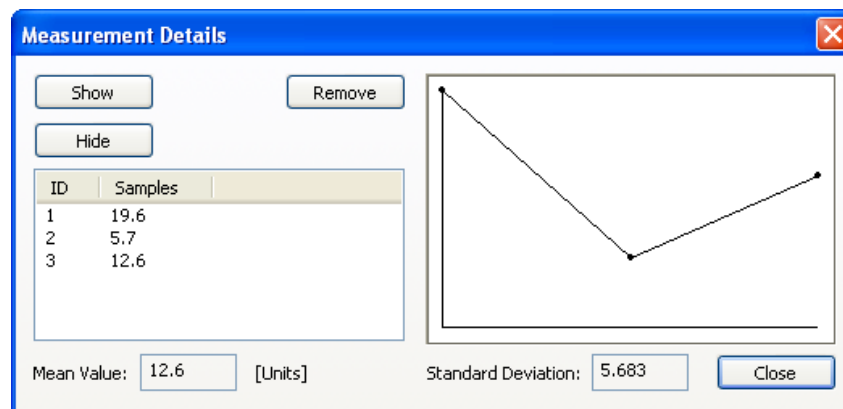 Measurement Details
Show Remove
Hide
ID Samples
1 19.6
2 5.7
3 12.6
Mean Value: 12.6 [Units] Standard Deviation: 5.683 Close